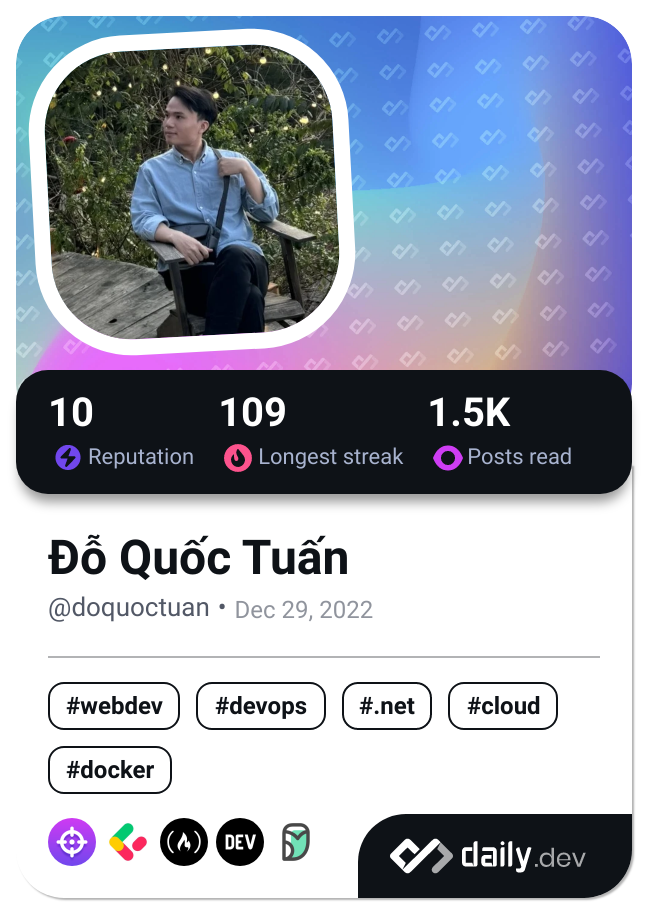 10 109 1.5K
Reputation Longest streak Posts read
Đỗ Quốc Tuấn
@doquoctuan • Dec 29, 2022
#webdev #devops #.net #cloud
#docker
DEV
daily.dev